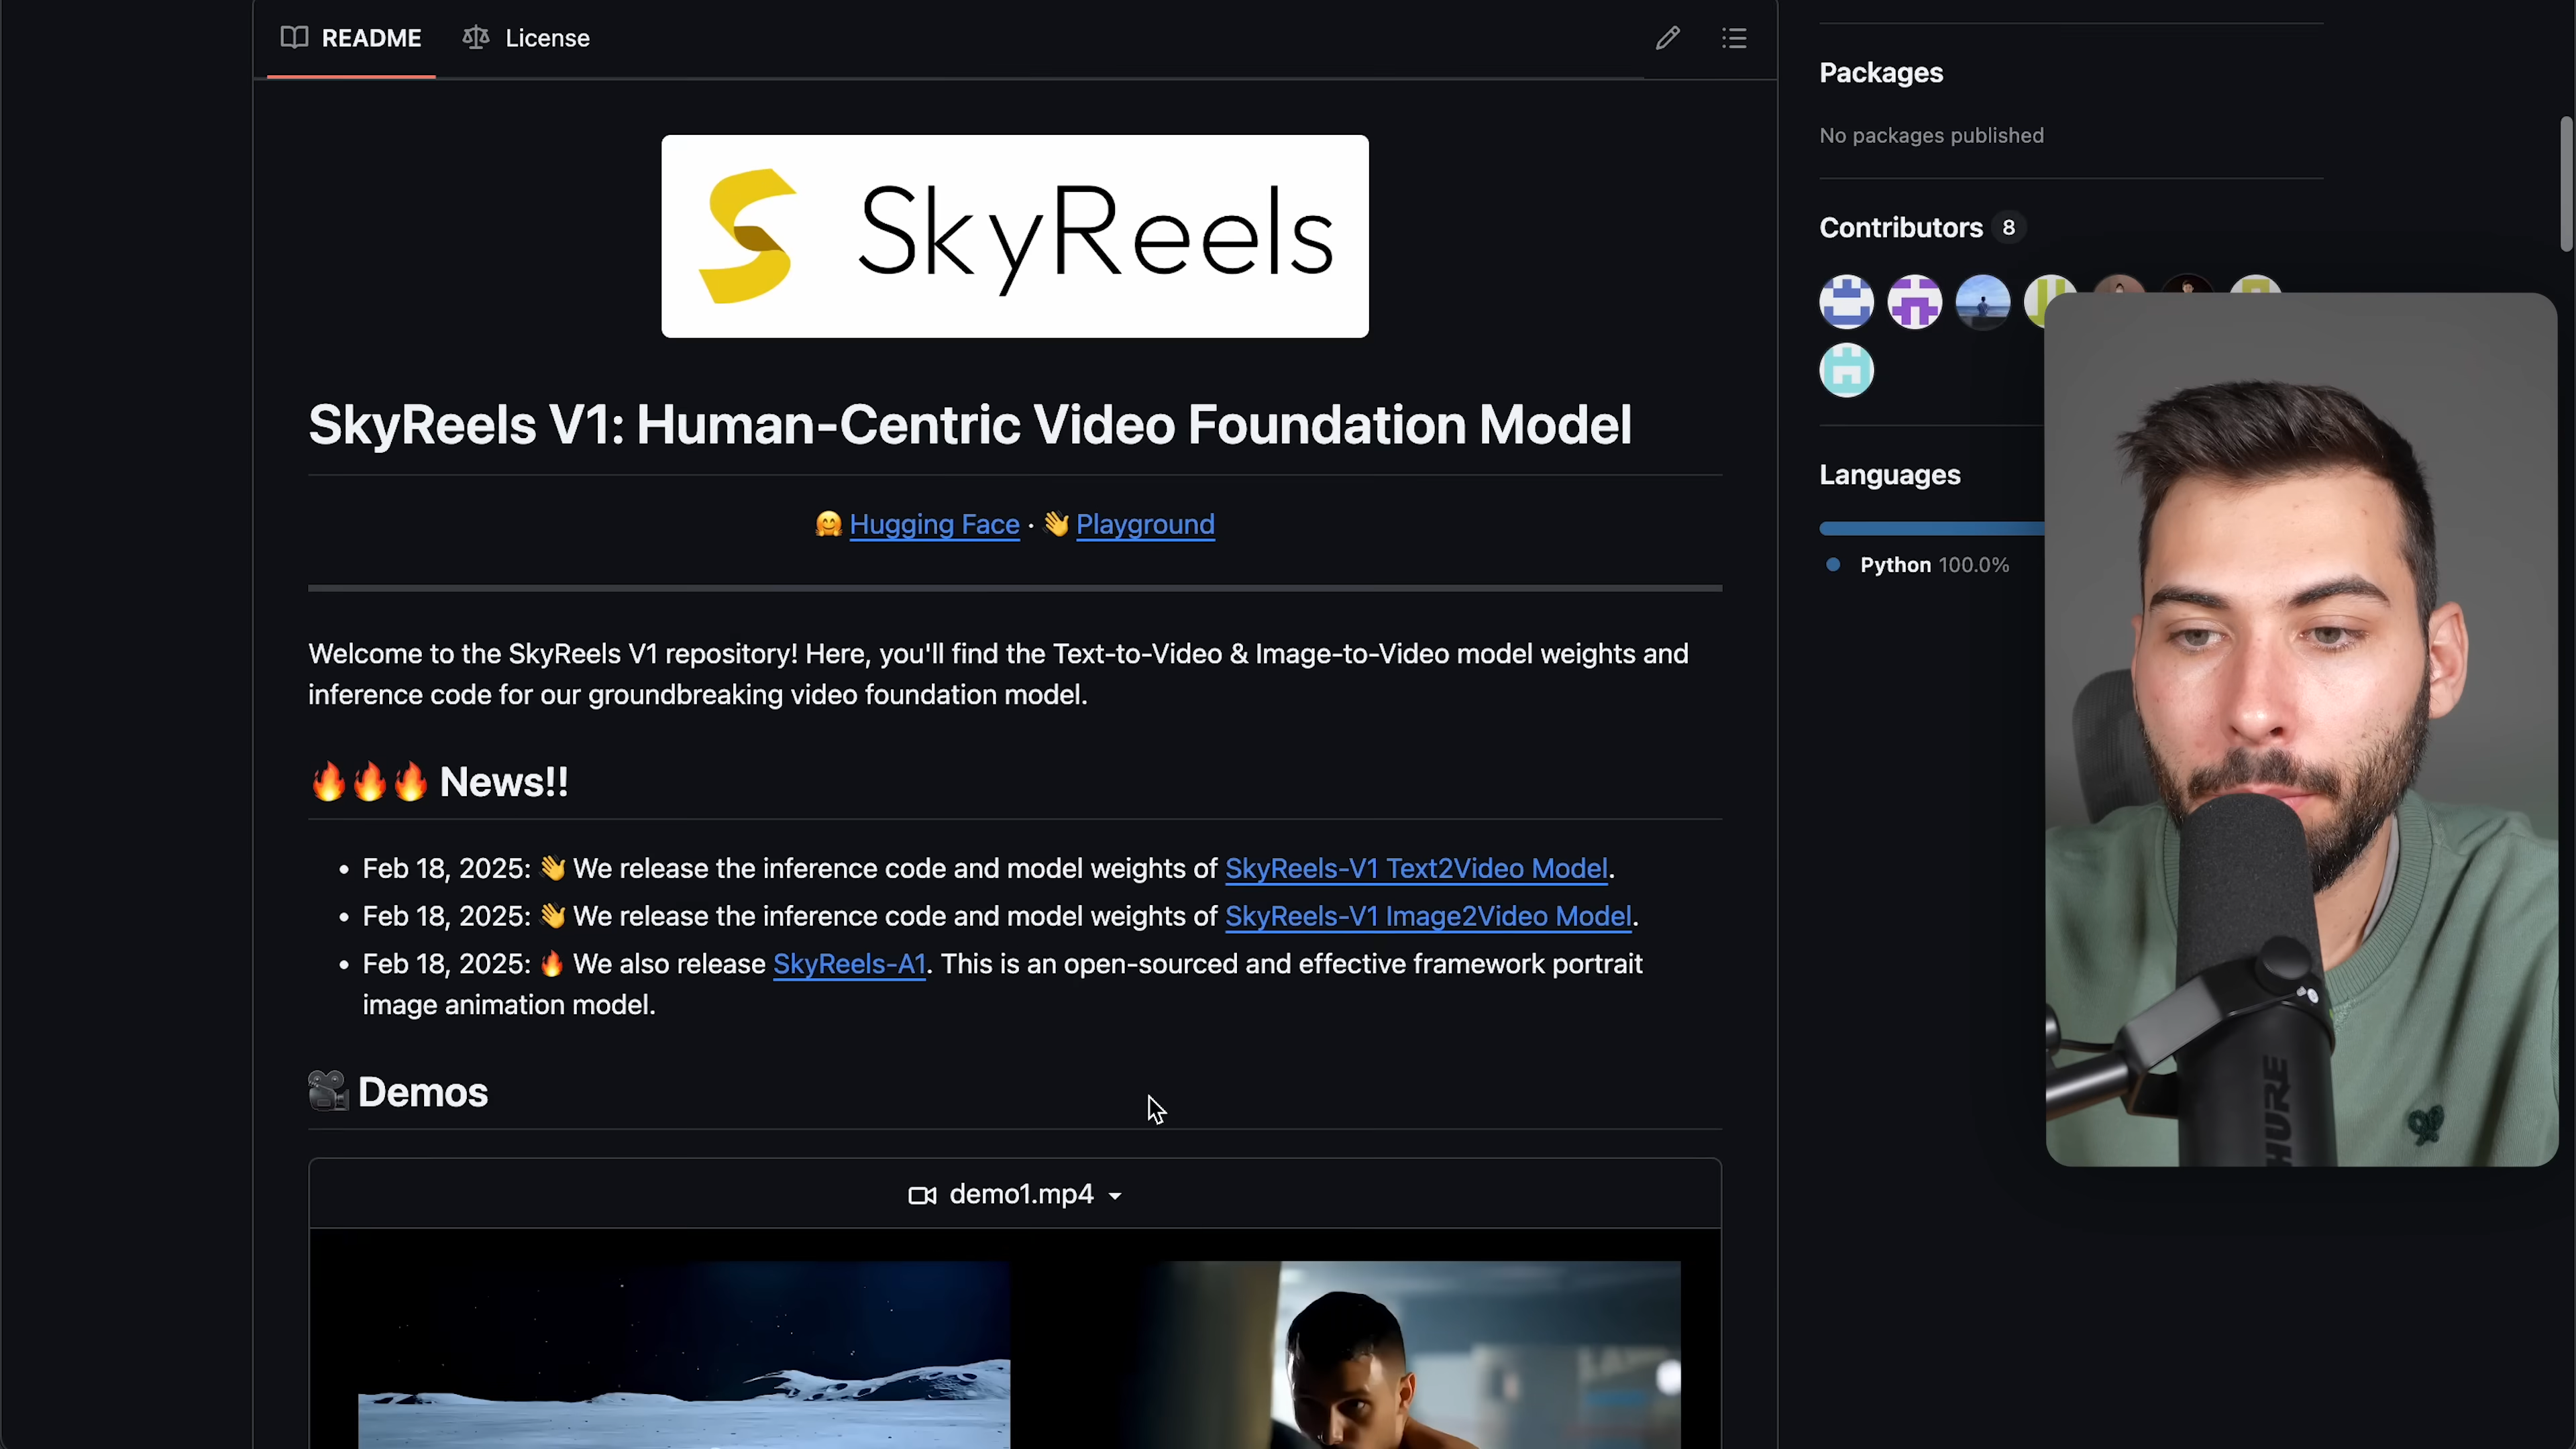 README
License
SkyReels
SkyReels V1: Human-Centric Video Foundation Model
🤗 Hugging Face · 👋 Playground
Welcome to the SkyReels V1 repository! Here, you'll find the Text-to-Video & Image-to-Video model weights and
inference code for our groundbreaking video foundation model.
🔥🔥🔥 News!!
• Feb 18, 2025: 👋 We release the inference code and model weights of SkyReels-V1 Text2Video Model.
• Feb 18, 2025: 👋 We release the inference code and model weights of SkyReels-V1 Image2Video Model.
• Feb 18, 2025: 🔥 We also release SkyReels-A1. This is an open-sourced and effective framework portrait
image animation model.
🎥 Demos
demo1.mp4
Packages
No packages published
Contributors 8
Languages
Python 100.0%
HURE